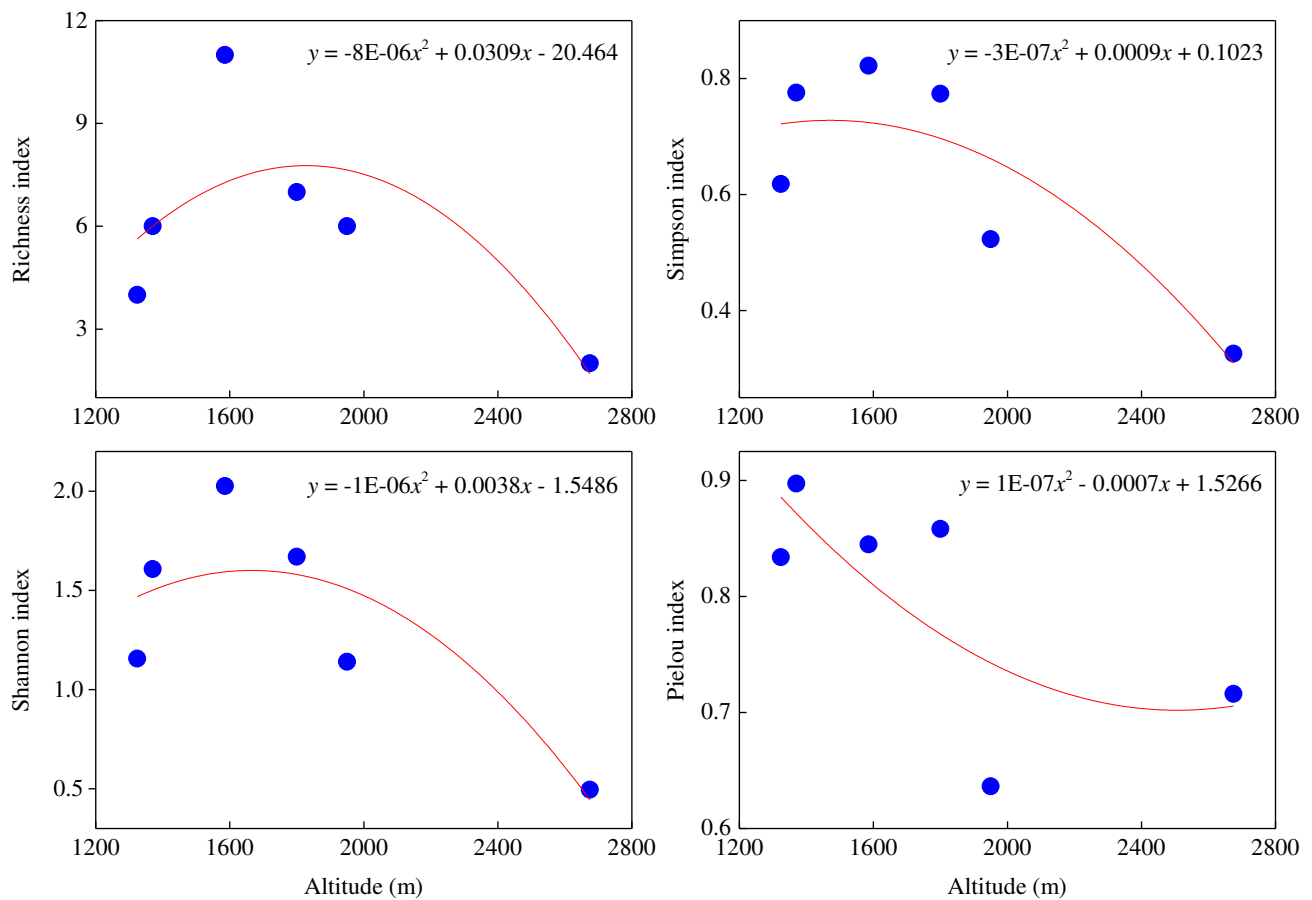 y = -8E-06x² + 0.0309x - 20.464
12
9
6
3
Richness index
1200 1600 2000 2400 2800
y = -3E-07x² + 0.0009x + 0.1023
0.8
0.6
0.4
Simpson index
1200 1600 2000 2400 2800
y = -1E-06x² + 0.0038x - 1.5486
2.0
1.5
1.0
0.5
Shannon index
1200 1600 2000 2400 2800
Altitude (m)
y = 1E-07x² - 0.0007x + 1.5266
0.9
0.8
0.7
0.6
Pielou index
1200 1600 2000 2400 2800
Altitude (m)